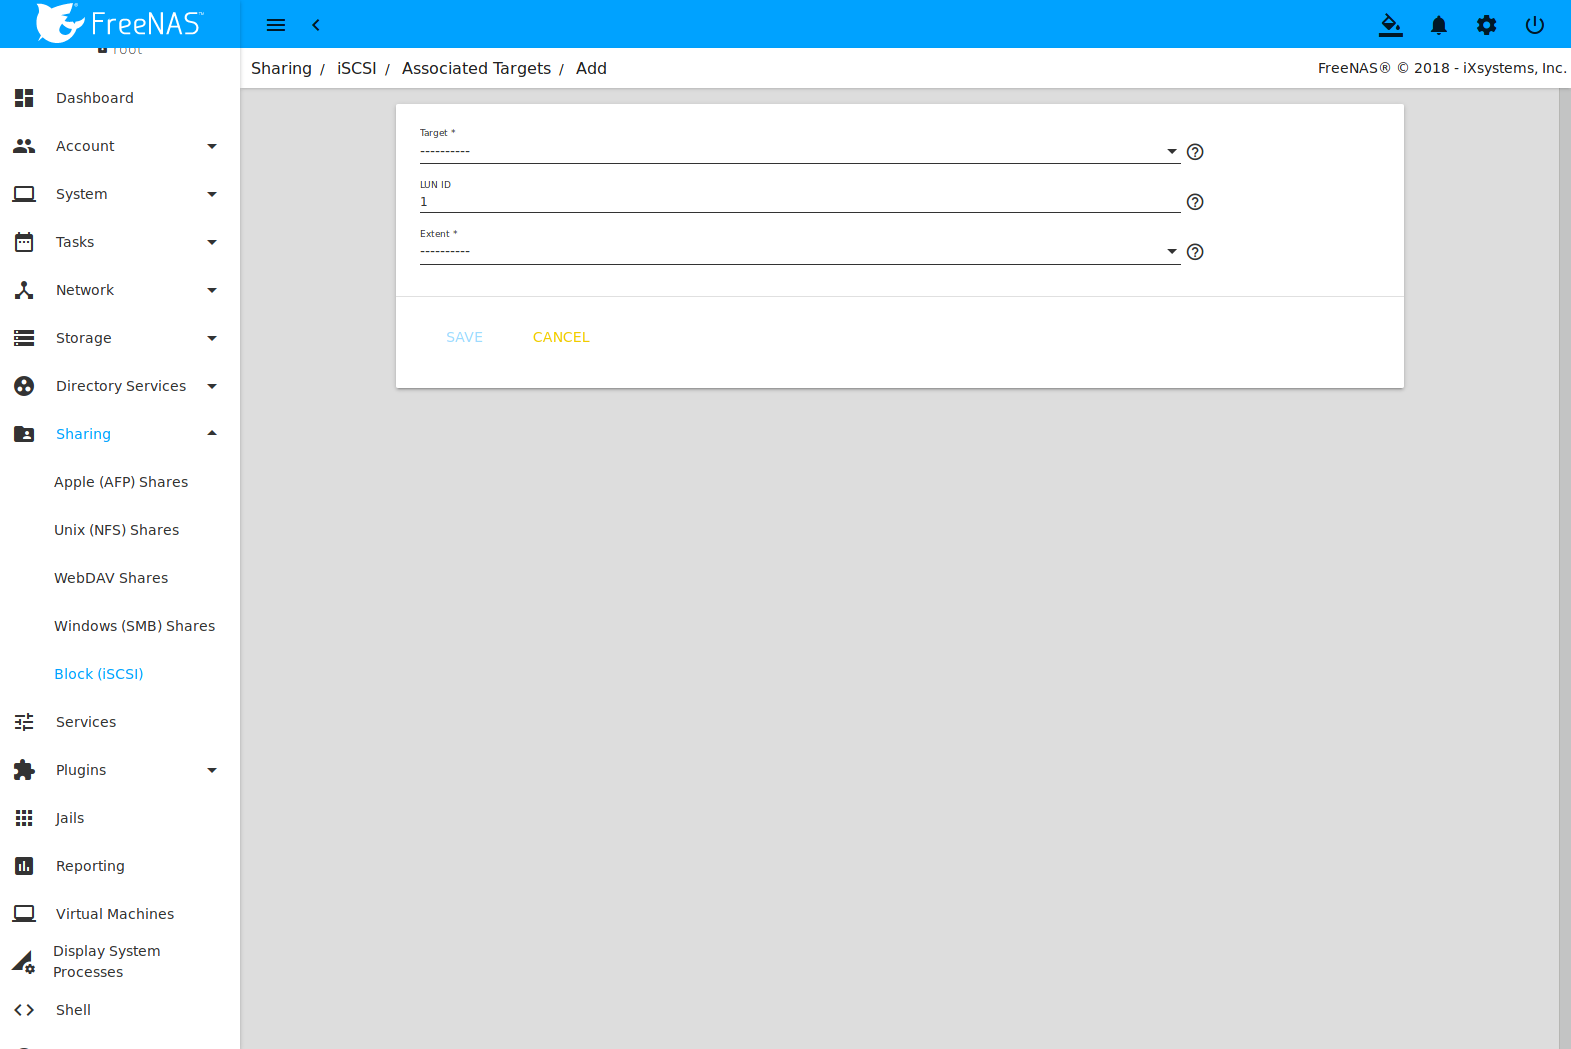 FreeNAS™
root
Sharing / iSCSI / Associated Targets / Add
FreeNAS® © 2018 - iXsystems, Inc.
Dashboard
Account
System
Tasks
Network
Storage
Directory Services
Sharing
Apple (AFP) Shares
Unix (NFS) Shares
WebDAV Shares
Windows (SMB) Shares
Block (iSCSI)
Services
Plugins
Jails
Reporting
Virtual Machines
Display System
Processes
Shell
Target *
----------
LUN ID
1
Extent *
----------
SAVE CANCEL